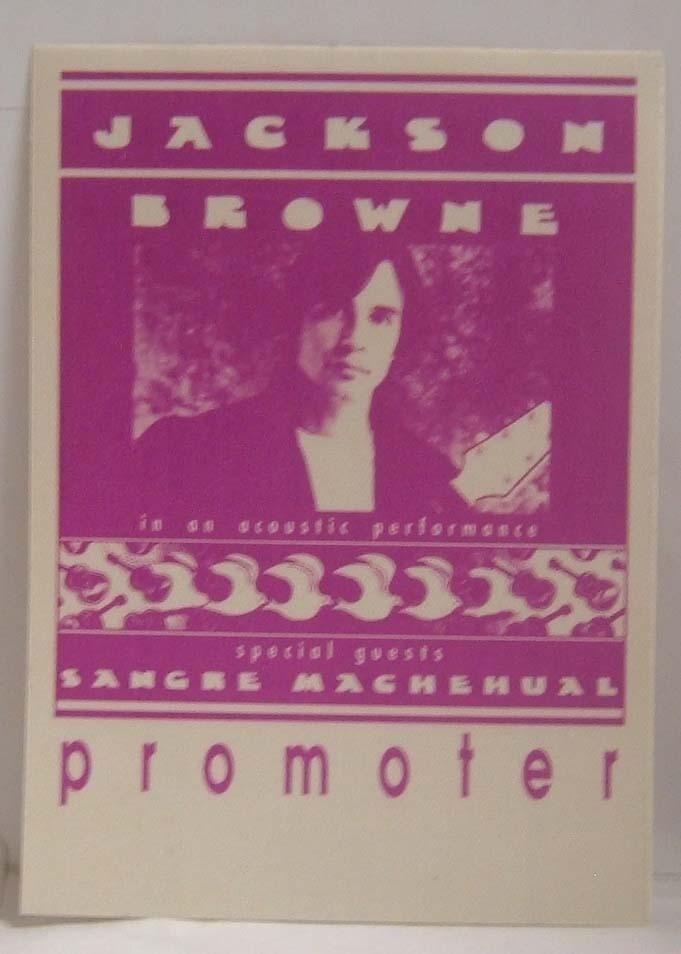 JACKSON
BROWNE
in an acoustic performance
special guests
SANGRE MACHEHUAL
promoter